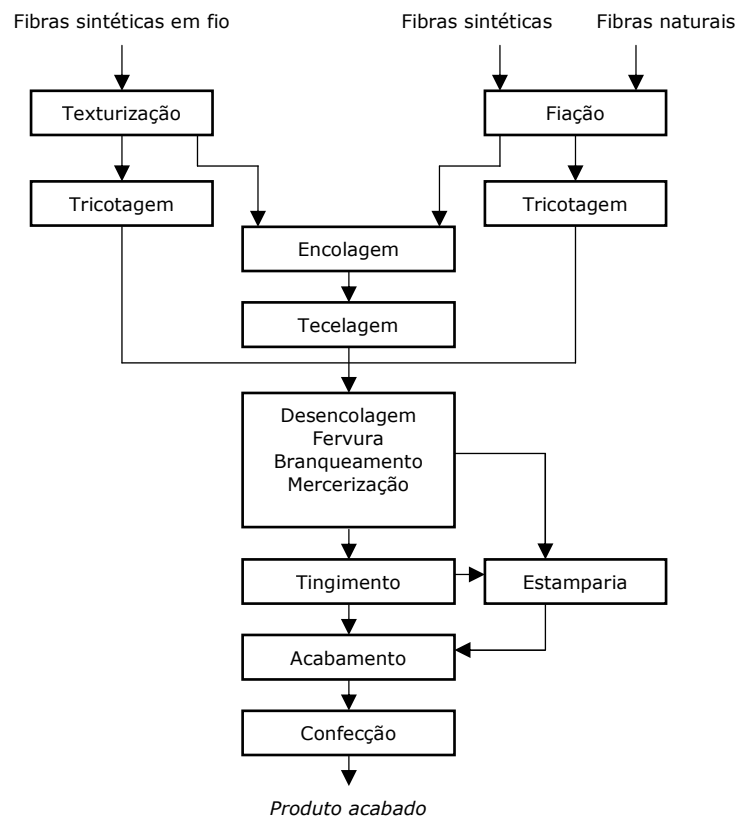 Fibras sintéticas em fio
Fibras sintéticas
Fibras naturais
Texturização
Fiação
Tricotagem
Tricotagem
Encolagem
Tecelagem
Desencolagem
Fervura
Branqueamento
Mercerização
Tingimento
Estamparia
Acabamento
Confecção
Produto acabado